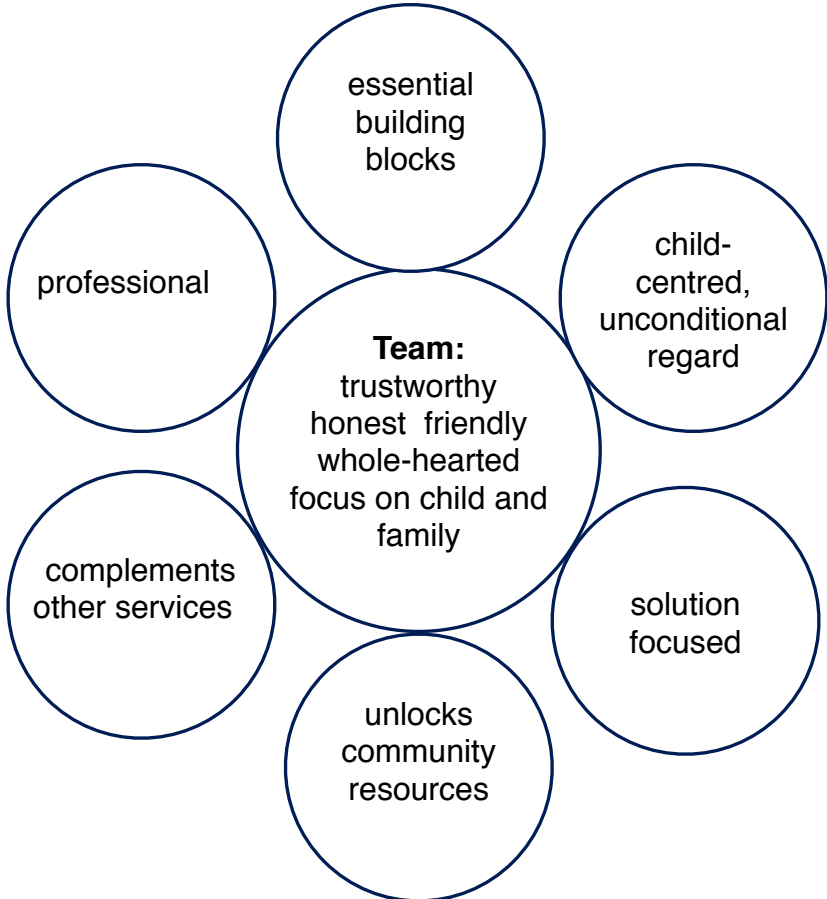 essential
building
blocks
child-
centred,
unconditional
regard
professional
Team:
trustworthy
honest  friendly
whole-hearted
focus on child and
family
complements
other services
solution
focused
unlocks
community
resources